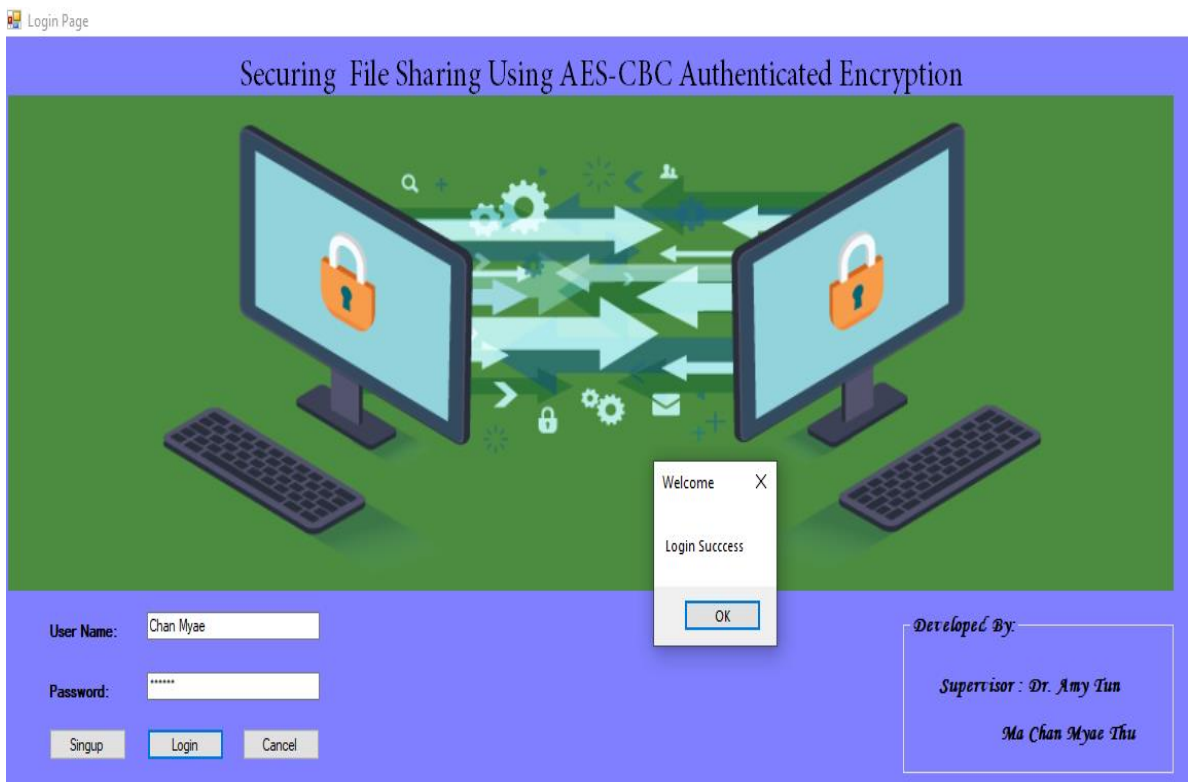 Login Page
Securing File Sharing Using AES-CBC Authenticated Encryption
Welcome X
Login Succcess
OK
User Name: Chan Myae
Password: ******
Singup Login Cancel
Developed By:
Supervisor : Dr. Amy Tun
Ma Chan Myae Thu